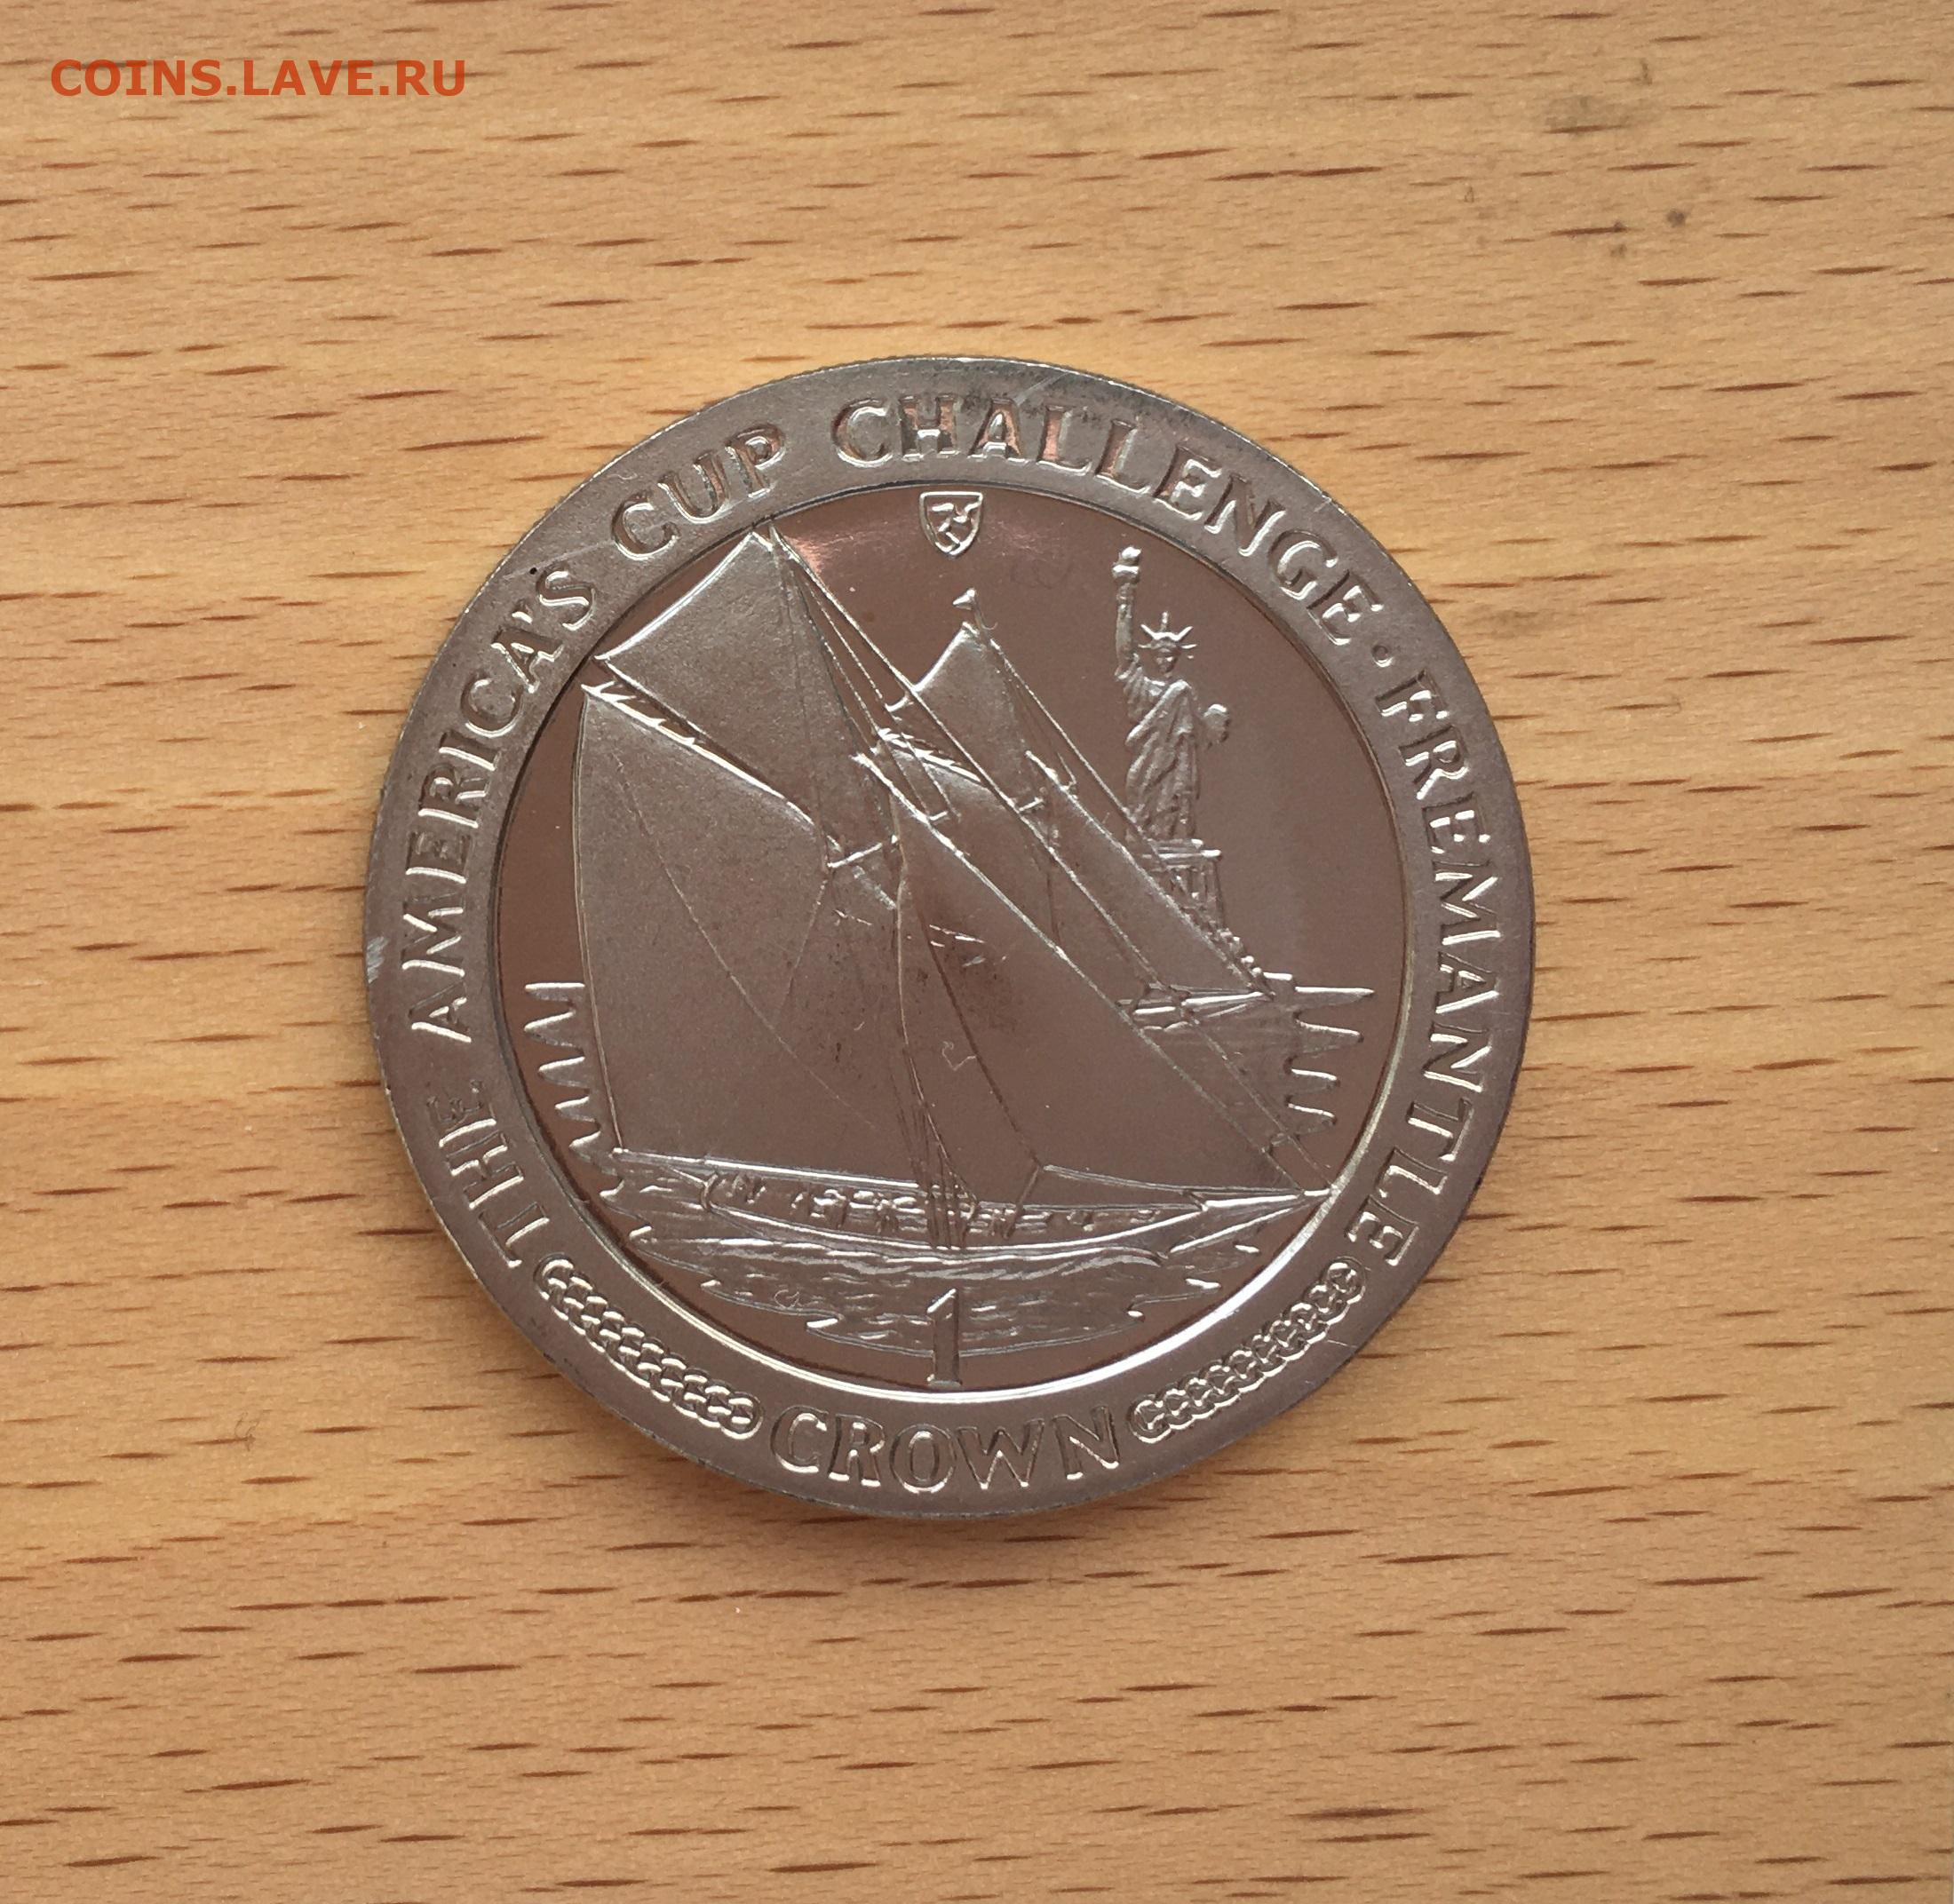 COINS.LAVE.RU
THE AMERICA'S CUP CHALLENGE · FREMANTLE
1
CROWN